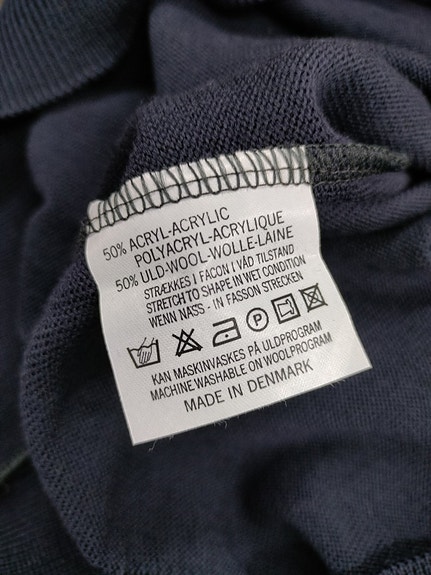 50% ACRYL-ACRYLIC
POLYACRYL-ACRYLIQUE
50% ULD-WOOL-WOLLE-LAINE
STRÆKKES I FACON I VÅD TILSTAND
STRETCH TO SHAPE IN WET CONDITION
WENN NASS - IN FASSON STRECKEN
P
KAN MASKINVASKES PÅ ULDPROGRAM
MACHINE WASHABLE ON WOOLPROGRAM
MADE IN DENMARK